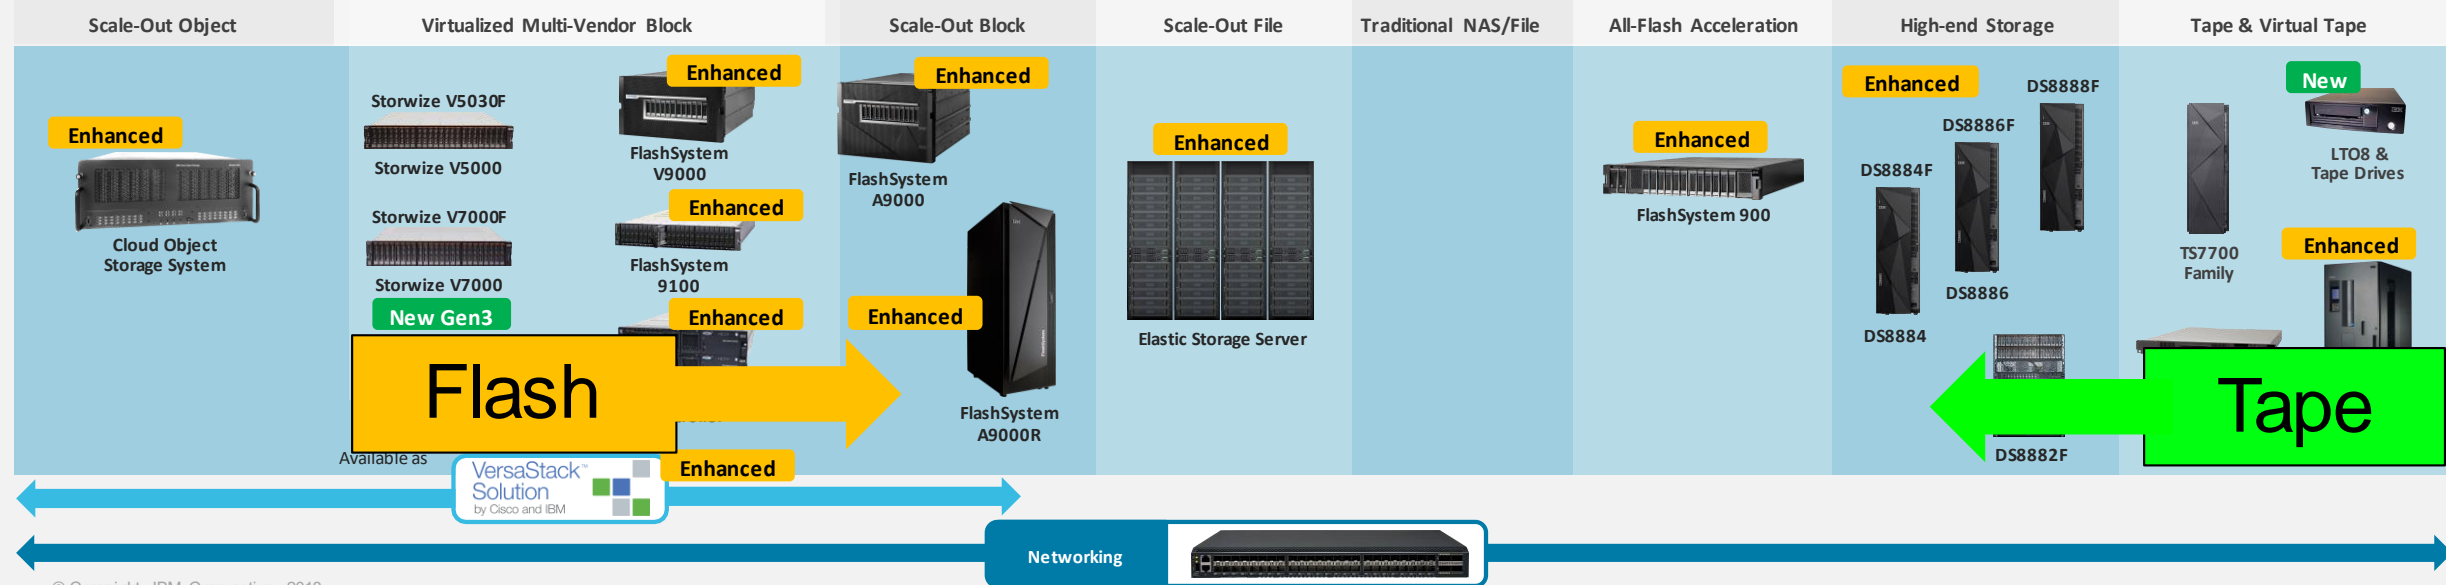 Scale-Out Object
Virtualized Multi-Vendor Block
Scale-Out Block
Scale-Out File
Traditional NAS/File
All-Flash Acceleration
High-end Storage
Tape & Virtual Tape
Enhanced
Cloud Object
Storage System
Storwize V5030F
Storwize V5000
Storwize V7000F
Storwize V7000
New Gen3
Enhanced
FlashSystem
V9000
Enhanced
FlashSystem
9100
Enhanced
Flash
Available as
VersaStack™
Solution
by Cisco and IBM
Enhanced
Enhanced
FlashSystem
A9000
Enhanced
FlashSystem
A9000R
Enhanced
Elastic Storage Server
Enhanced
FlashSystem 900
Enhanced
DS8888F
DS8886F
DS8884F
DS8886
DS8884
DS8882F
New
LTO8 &
Tape Drives
TS7700
Family
Enhanced
Tape
Networking